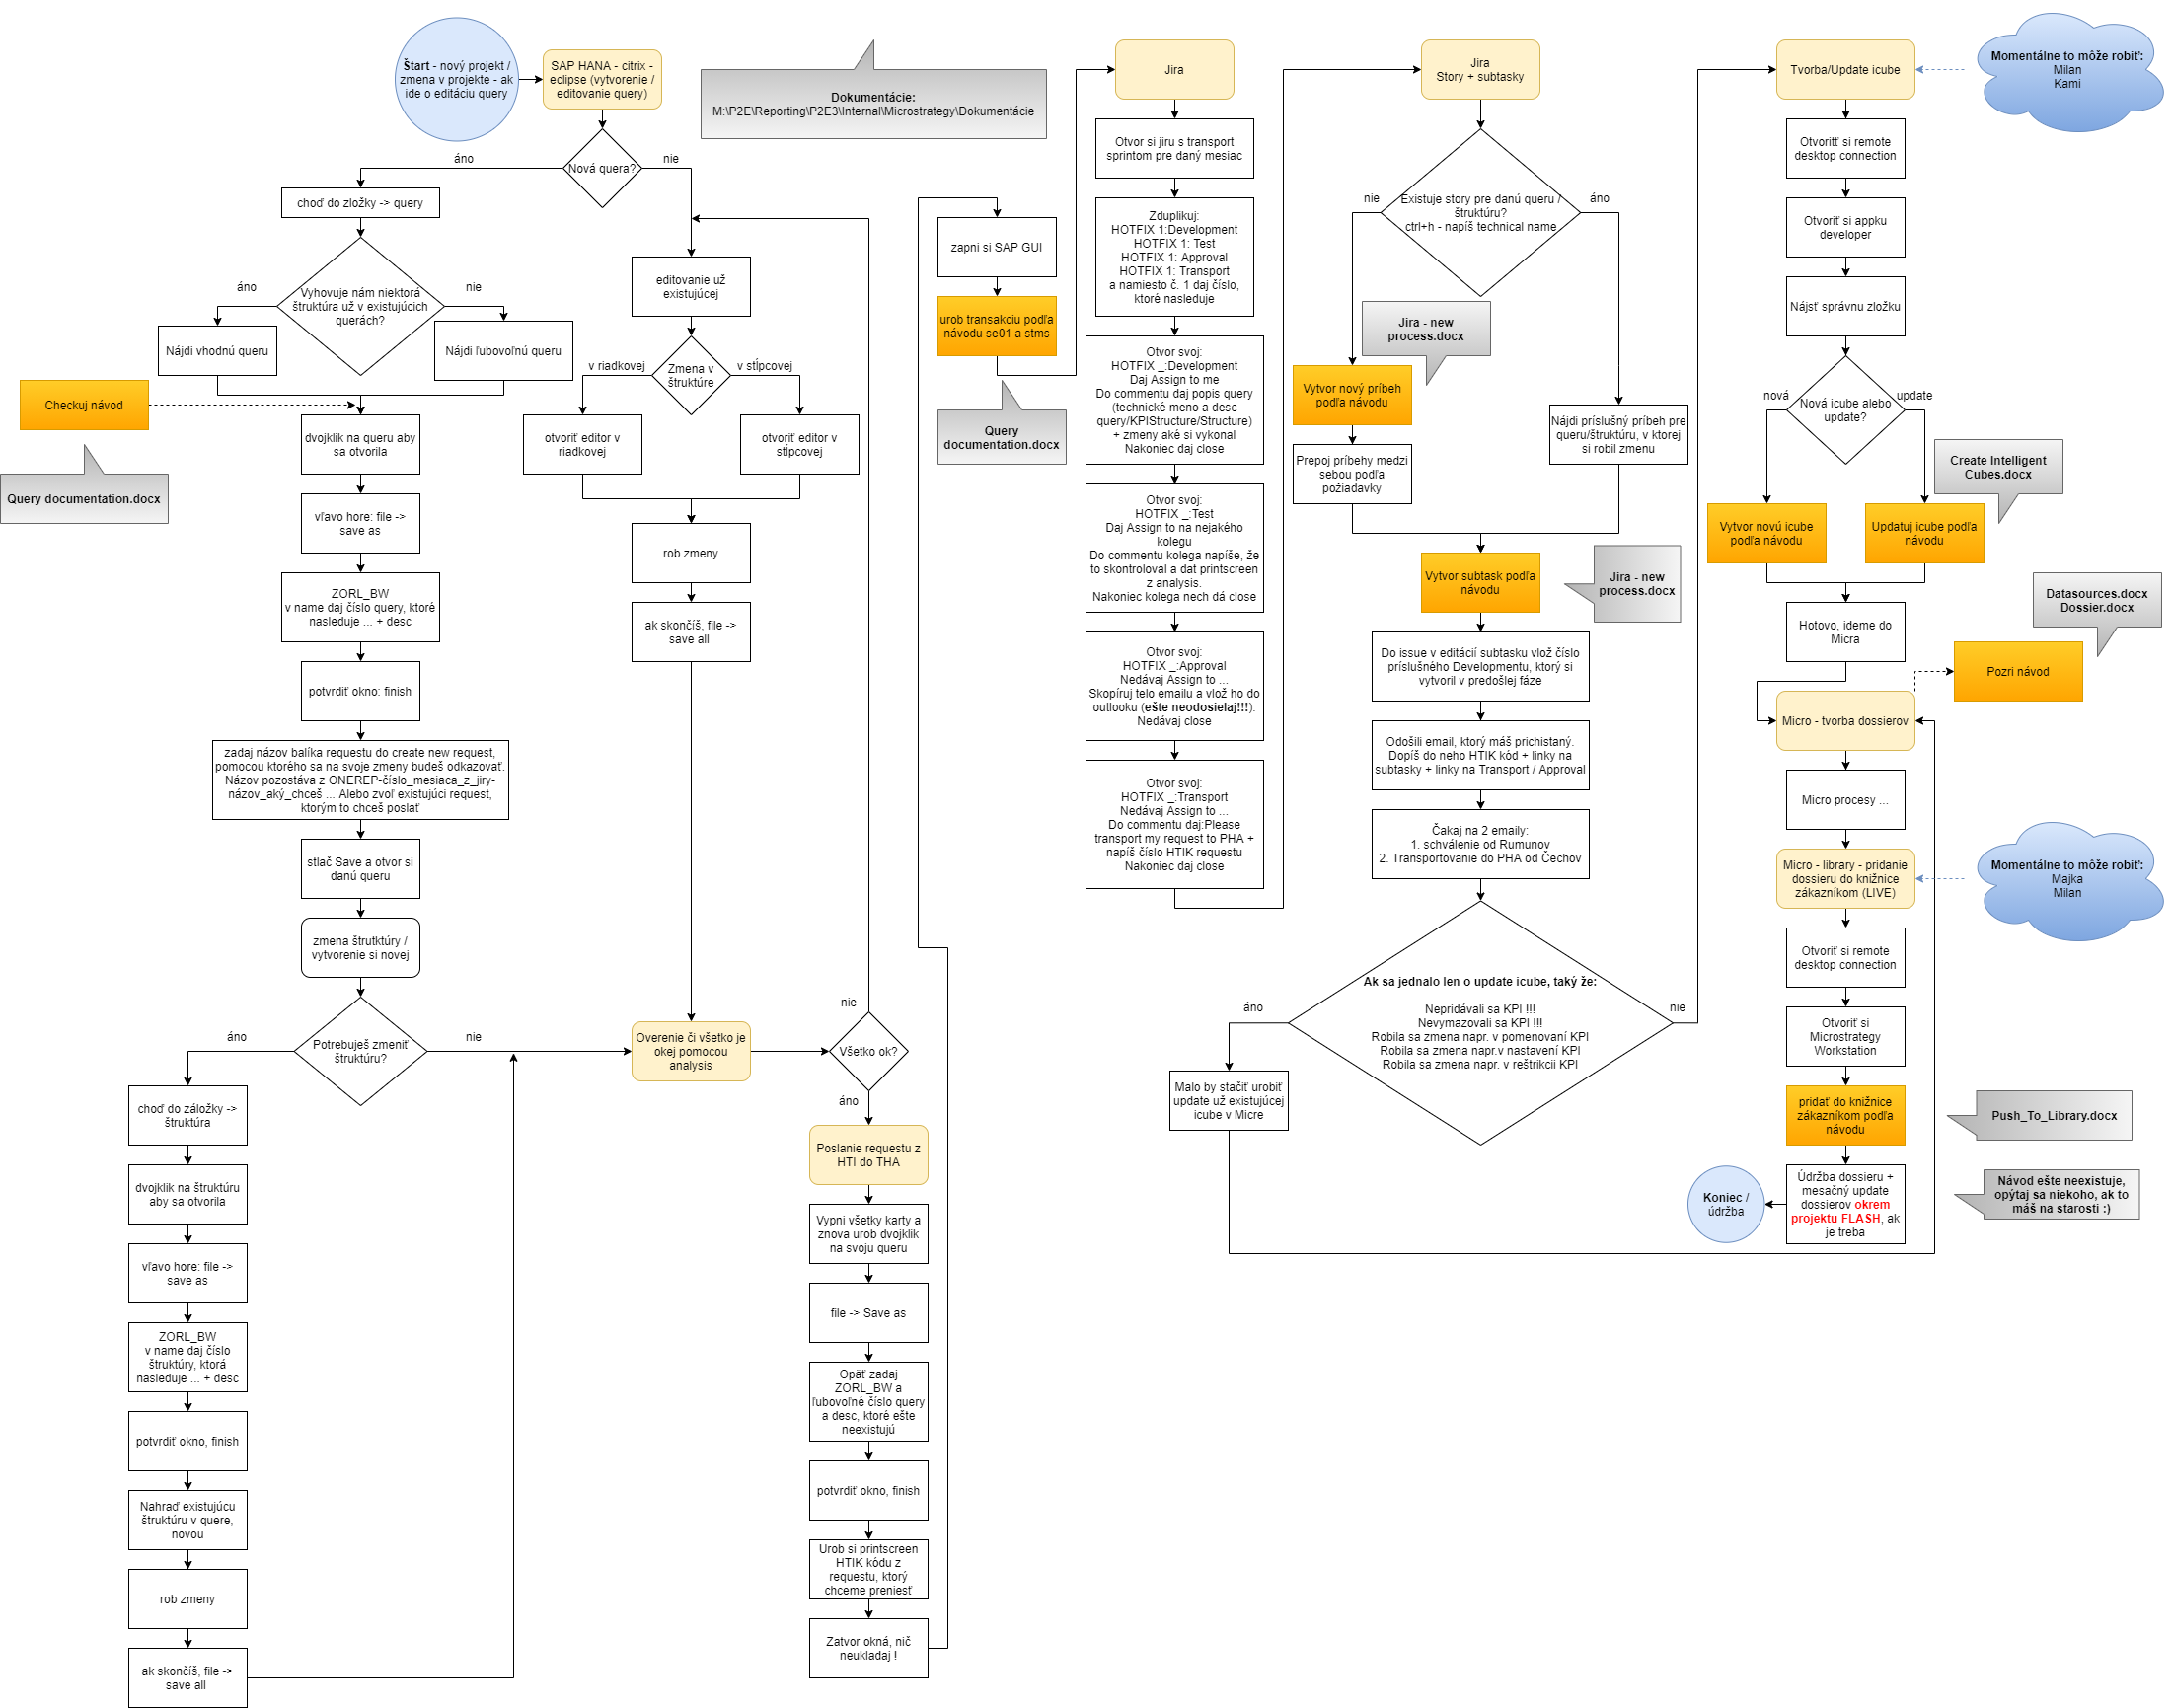 Štart - nový projekt /
zmena v projekte - ak
ide o editáciu query
SAP HANA - citrix -
eclipse (vytvorenie /
editovanie query)
Dokumentácie:
M:\P2E\Reporting\P2E3\Internal\Microstrategy\Dokumentácie
Nová quera?
áno
nie
choď do zložky -> query
Vyhovuje nám niektorá
štruktúra už v existujúcich
querách?
áno
nie
Nájdi vhodnú queru
Nájdi ľubovoľnú queru
Checkuj návod
Query documentation.docx
dvojklik na queru aby
sa otvorila
vľavo hore: file ->
save as
ZORL_BW
v name daj číslo query, ktoré
nasleduje ... + desc
potvrdiť okno: finish
zadaj názov balíka requestu do create new request,
pomocou ktorého sa na svoje zmeny budeš odkazovať.
Názov pozostáva z ONEREP-číslo_mesiaca_z_jiry-
názov_aký_chceš ... Alebo zvoľ existujúci request,
ktorým to chceš poslať
stlač Save a otvor si
danú queru
zmena štrutktúry /
vytvorenie si novej
Potrebuješ zmeniť
štruktúru?
áno
nie
choď do záložky ->
štruktúra
dvojklik na štruktúru
aby sa otvorila
vľavo hore: file ->
save as
ZORL_BW
v name daj číslo
štruktúry, ktorá
nasleduje ... + desc
potvrdiť okno, finish
Nahraď existujúcu
štruktúru v quere,
novou
rob zmeny
ak skončíš, file ->
save all
editovanie už
existujúcej
Zmena v
štruktúre
v riadkovej
v stĺpcovej
otvoriť editor v
riadkovej
otvoriť editor v
stĺpcovej
rob zmeny
ak skončíš, file ->
save all
Overenie či všetko je
okej pomocou
analysis
Všetko ok?
nie
áno
Poslanie requestu z
HTI do THA
Vypni všetky karty a
znova urob dvojklik
na svoju queru
file -> Save as
Opäť zadaj
ZORL_BW a
ľubovoľné číslo query
a desc, ktoré ešte
neexistujú
potvrdiť okno, finish
Urob si printscreen
HTIK kódu z
requestu, ktorý
chceme preniesť
Zatvor okná, nič
neukladaj !
zapni si SAP GUI
urob transakciu podľa
návodu se01 a stms
Query
documentation.docx
Jira
Otvor si jiru s transport
sprintom pre daný mesiac
Zduplikuj:
HOTFIX 1:Development
HOTFIX 1: Test
HOTFIX 1: Approval
HOTFIX 1: Transport
a namiesto č. 1 daj číslo,
ktoré nasleduje
Otvor svoj:
HOTFIX _:Development
Daj Assign to me
Do commentu daj popis query
(technické meno a desc
query/KPIStructure/Structure)
+ zmeny aké si vykonal
Nakoniec daj close
Otvor svoj:
HOTFIX _:Test
Daj Assign to na nejakého
kolegu
Do commentu kolega napíše, že
to skontroloval a dat printscreen
z analysis.
Nakoniec kolega nech dá close
Otvor svoj:
HOTFIX _:Approval
Nedávaj Assign to ...
Skopíruj telo emailu a vlož ho do
outlooku (ešte neodosielaj!!!).
Nedávaj close
Otvor svoj:
HOTFIX _:Transport
Nedávaj Assign to ...
Do commentu daj:Please
transport my request to PHA +
napíš číslo HTIK requestu
Nakoniec daj close
Jira
Story + subtasky
Existuje story pre danú queru /
štruktúru?
ctrl+h - napíš technical name
nie
áno
Jira - new
process.docx
Vytvor nový príbeh
podľa návodu
Prepoj príbehy medzi
sebou podľa
požiadavky
Nájdi príslušný príbeh pre
queru/štruktúru, v ktorej
si robil zmenu
Vytvor subtask podľa
návodu
Jira - new
process.docx
Do issue v editácií subtasku vlož číslo
príslušného Developmentu, ktorý si
vytvoril v predošlej fáze
Odošili email, ktorý máš prichistaný.
Dopíš do neho HTIK kód + linky na
subtasky + linky na Transport / Approval
Čakaj na 2 emaily:
1. schválenie od Rumunov
2. Transportovanie do PHA od Čechov
Ak sa jednalo len o update icube, taký že:
Nepridávali sa KPI !!!
Nevymazovali sa KPI !!!
Robila sa zmena napr. v pomenovaní KPI
Robila sa zmena napr.v nastavení KPI
Robila sa zmena napr. v reštrikcii KPI
áno
nie
Malo by stačiť urobiť
update už existujúcej
icube v Micre
Tvorba/Update icube
Momentálne to môže robiť:
Milan
Kami
Otvoritť si remote
desktop connection
Otvoriť si appku
developer
Nájsť správnu zložku
Nová icube alebo
update?
nová
update
Create Intelligent
Cubes.docx
Vytvor novú icube
podľa návodu
Updatuj icube podľa
návodu
Hotovo, ideme do
Micra
Datasources.docx
Dossier.docx
Pozri návod
Micro - tvorba dossierov
Micro procesy ...
Micro - library - pridanie
dossieru do knižnice
zákazníkom (LIVE)
Momentálne to môže robiť:
Majka
Milan
Otvoriť si remote
desktop connection
Otvoriť si
Microstrategy
Workstation
pridať do knižnice
zákazníkom podľa
návodu
Push_To_Library.docx
Údržba dossieru +
mesačný update
dossierov okrem
projektu FLASH, ak
je treba
Návod ešte neexistuje,
opýtaj sa niekoho, ak to
máš na starosti :)
Koniec /
údržba